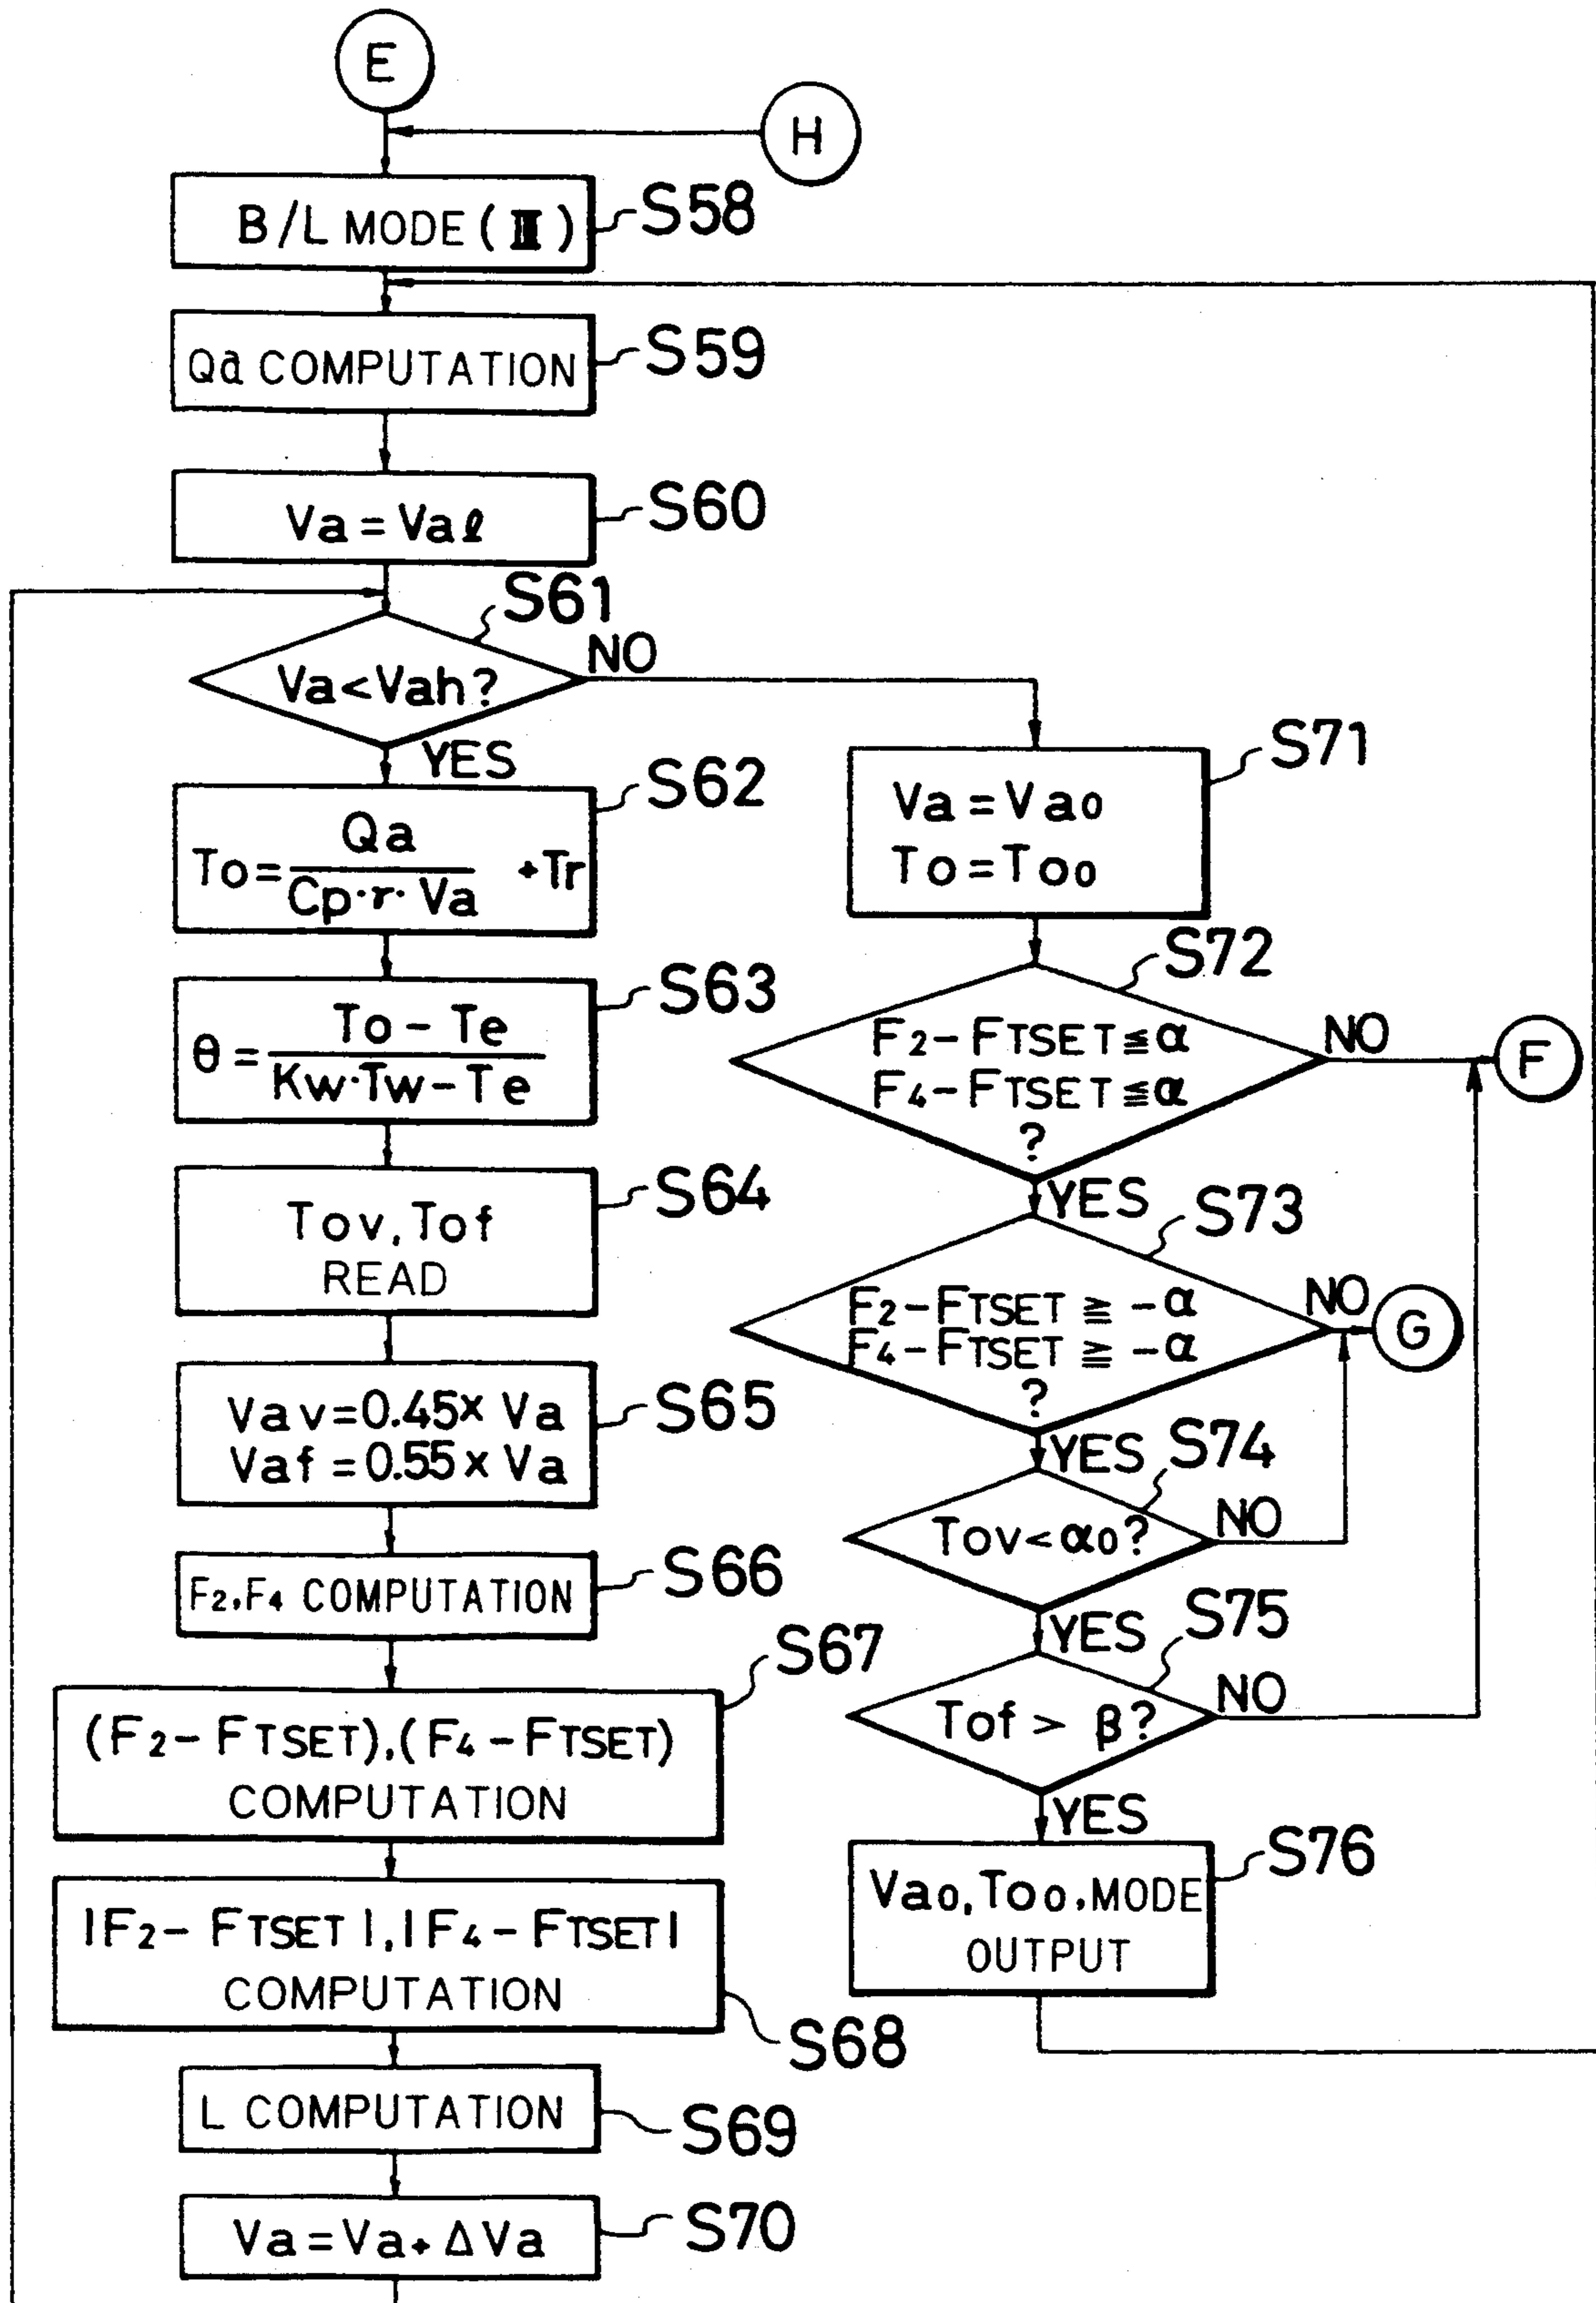 E
H
B/L MODE (Ⅲ)
S58
Qa COMPUTATION
S59
Va = Vaℓ
S60
S61
Va < Vah?
NO
YES
S62
To = Qa / Cp·r·Va + Tr
S63
θ = To - Te / Kw·Tw - Te
S64
Tov, Tof
READ
S65
Vav = 0.45 x Va
Vaf = 0.55 x Va
S66
F2, F4 COMPUTATION
S67
(F2 - FTSET), (F4 - FTSET)
COMPUTATION
|F2 - FTSET|, |F4 - FTSET|
COMPUTATION
S68
L COMPUTATION
S69
Va = Va + ΔVa
S70
S71
Va = Va0
To = To0
S72
F2 - FTSET ≦ α
F4 - FTSET ≦ α
?
NO
F
YES
S73
F2 - FTSET ≧ -α
F4 - FTSET ≧ -α
?
NO
G
YES
S74
Tov < α0?
NO
YES
S75
Tof > β?
NO
YES
S76
Va0, To0, MODE
OUTPUT